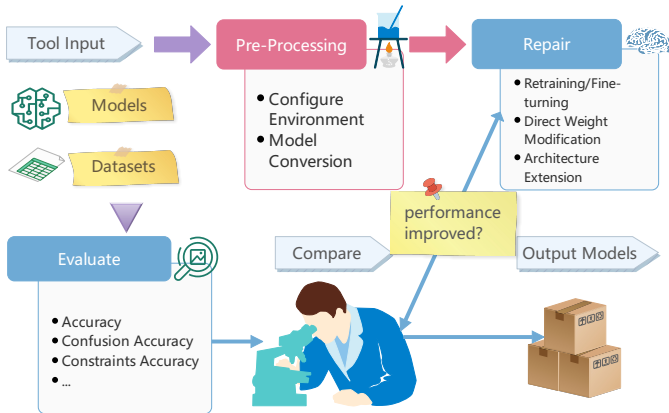 Tool Input
Pre-Processing
Repair
Models
Datasets
• Configure
Environment
• Model
Conversion
• Retraining/Fine-
turning
• Direct Weight
Modification
• Architecture
Extension
performance
improved?
Evaluate
Compare
Output Models
• Accuracy
• Confusion Accuracy
• Constraints Accuracy
• ...